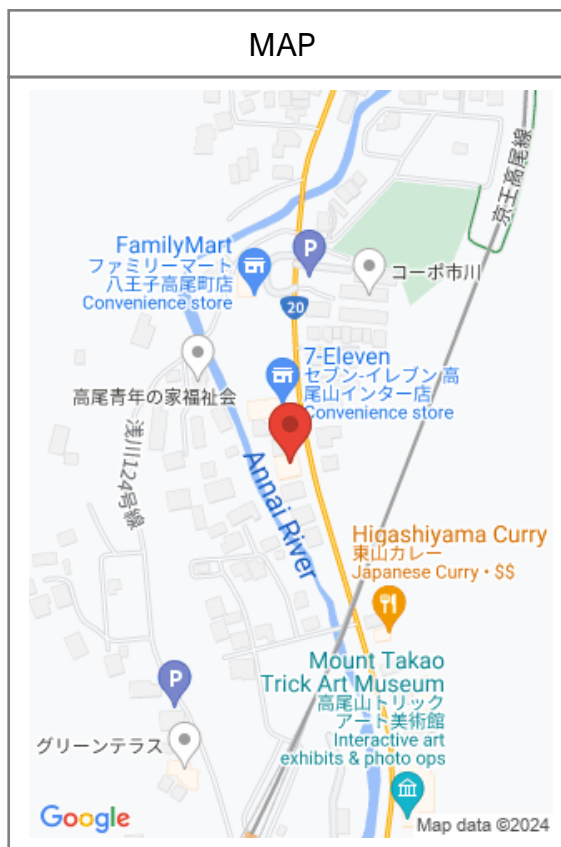 MAP
京王高尾線
FamilyMart
ファミリーマート
八王子高尾町店
Convenience store
P
コーポ市川
20
7-Eleven
セブン-イレブン 高
尾山インター店
Convenience store
高尾青年の家福祉会
浅川124号線
Annai River
Higashiyama Curry
東山カレー
Japanese Curry • $$
Mount Takao
Trick Art Museum
高尾山トリック
アート美術館
Interactive art
exhibits & photo ops
P
グリーンテラス
Google
Map data ©2024